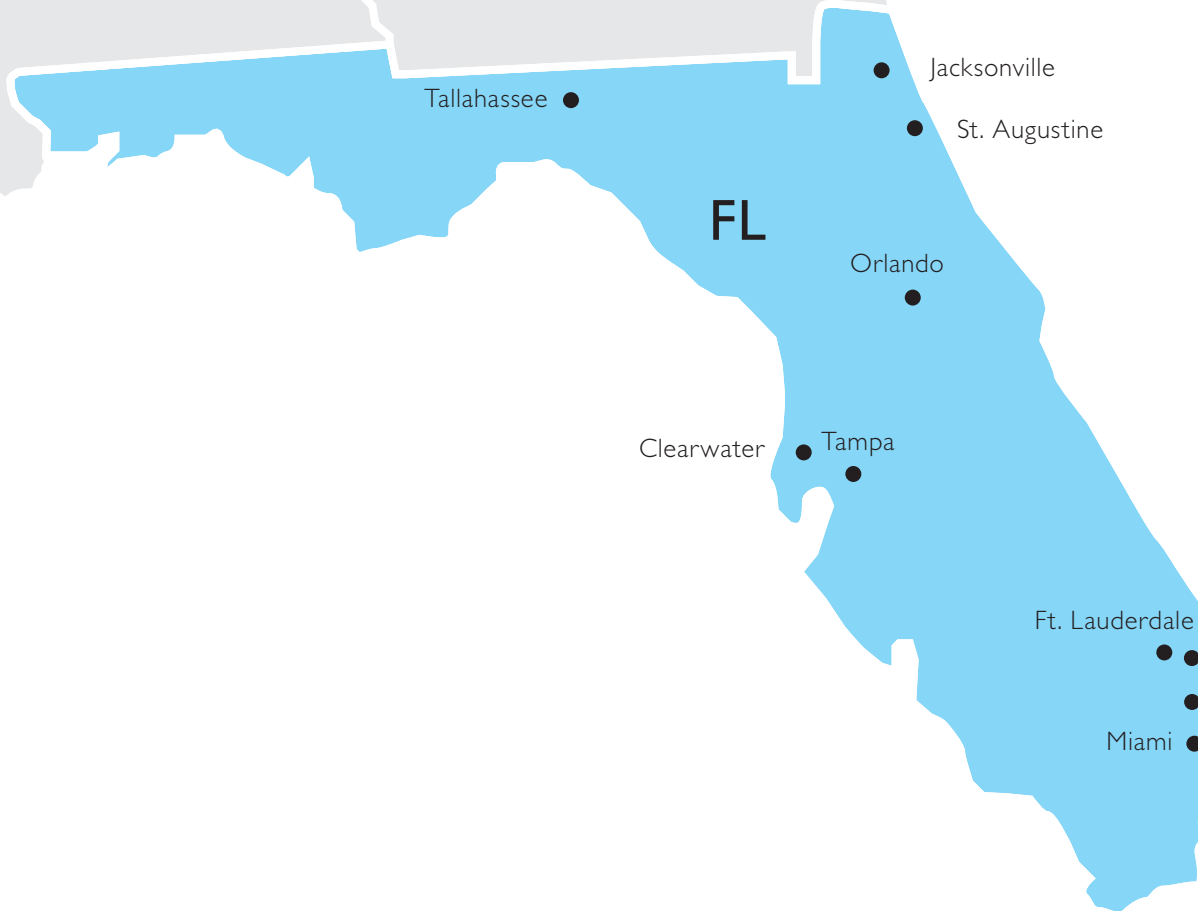 Jacksonville
Tallahassee
St. Augustine
FL
Orlando
Tampa
Clearwater
Ft. Lauderdale
Miami